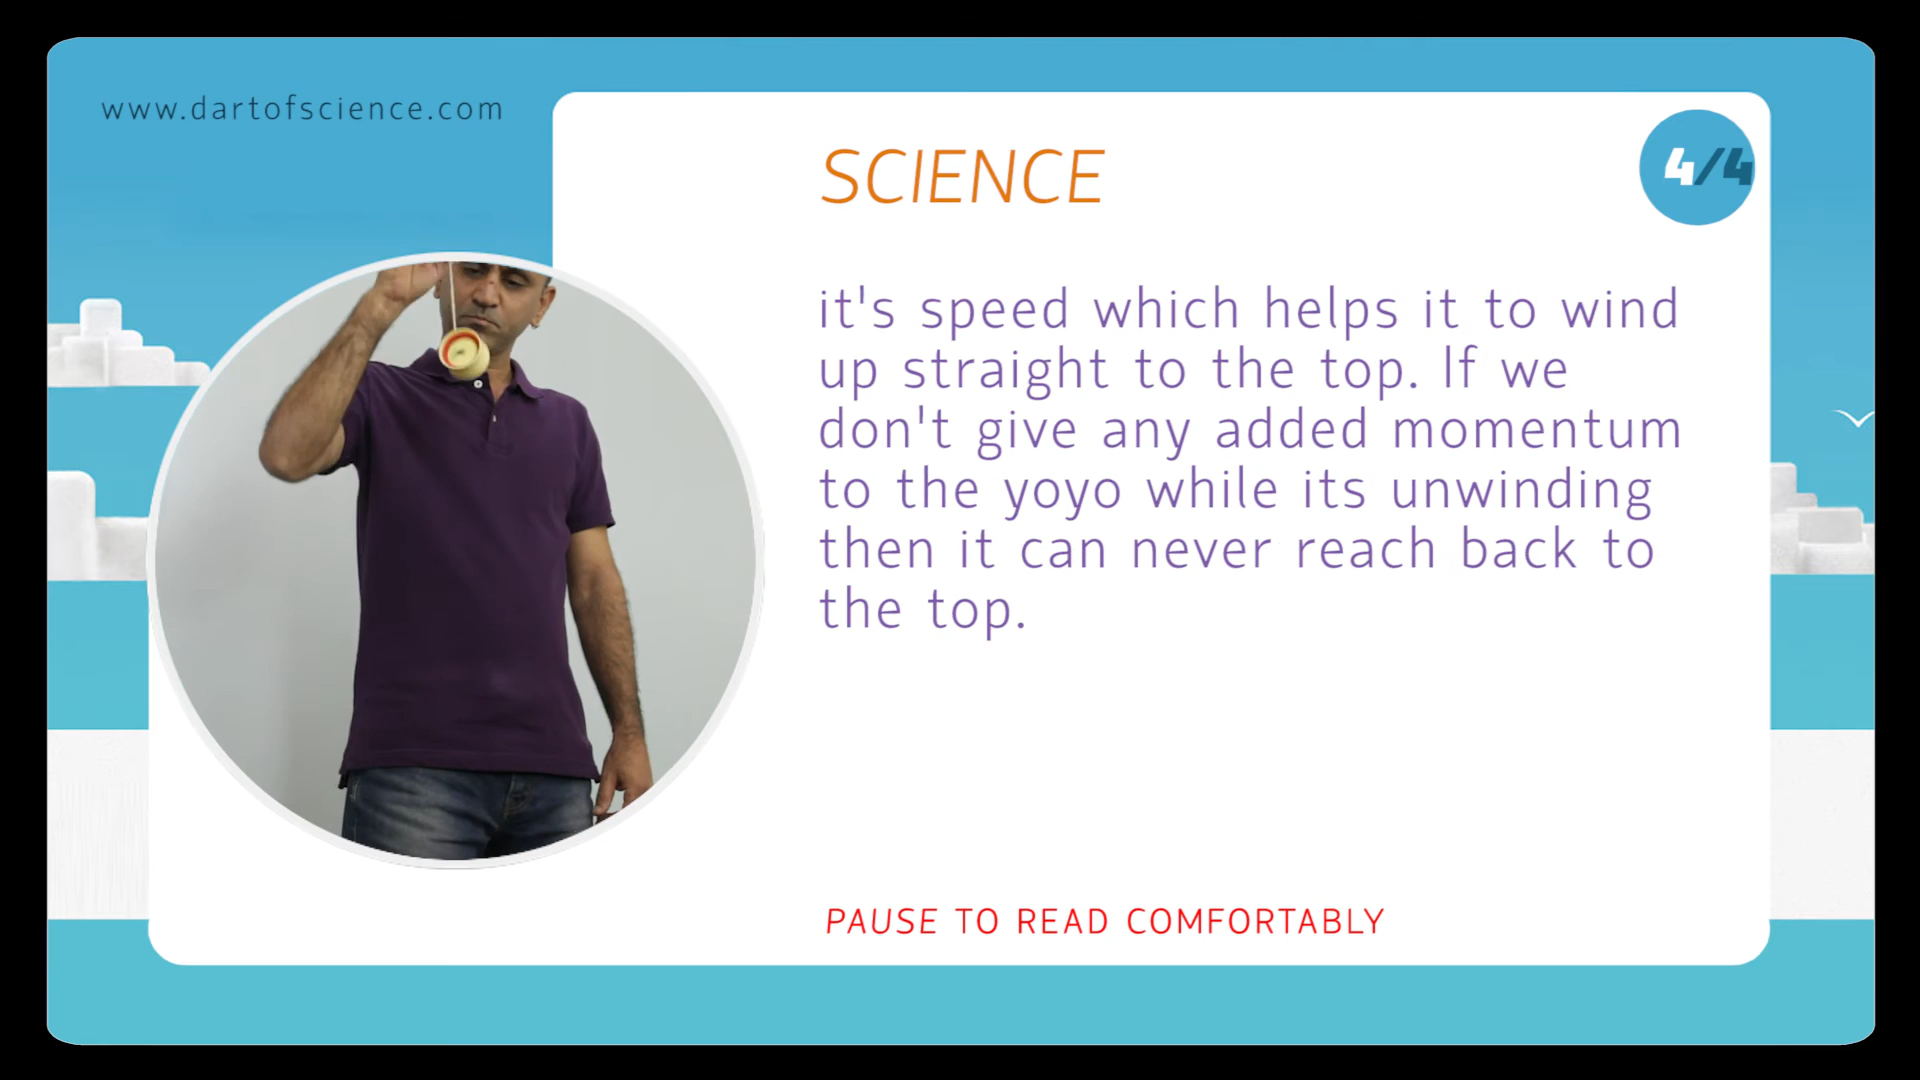 www.dartofscience.com
SCIENCE
4/4
it's speed which helps it to wind
up straight to the top. If we
don't give any added momentum
to the yoyo while its unwinding
then it can never reach back to
the top.
PAUSE TO READ COMFORTABLY